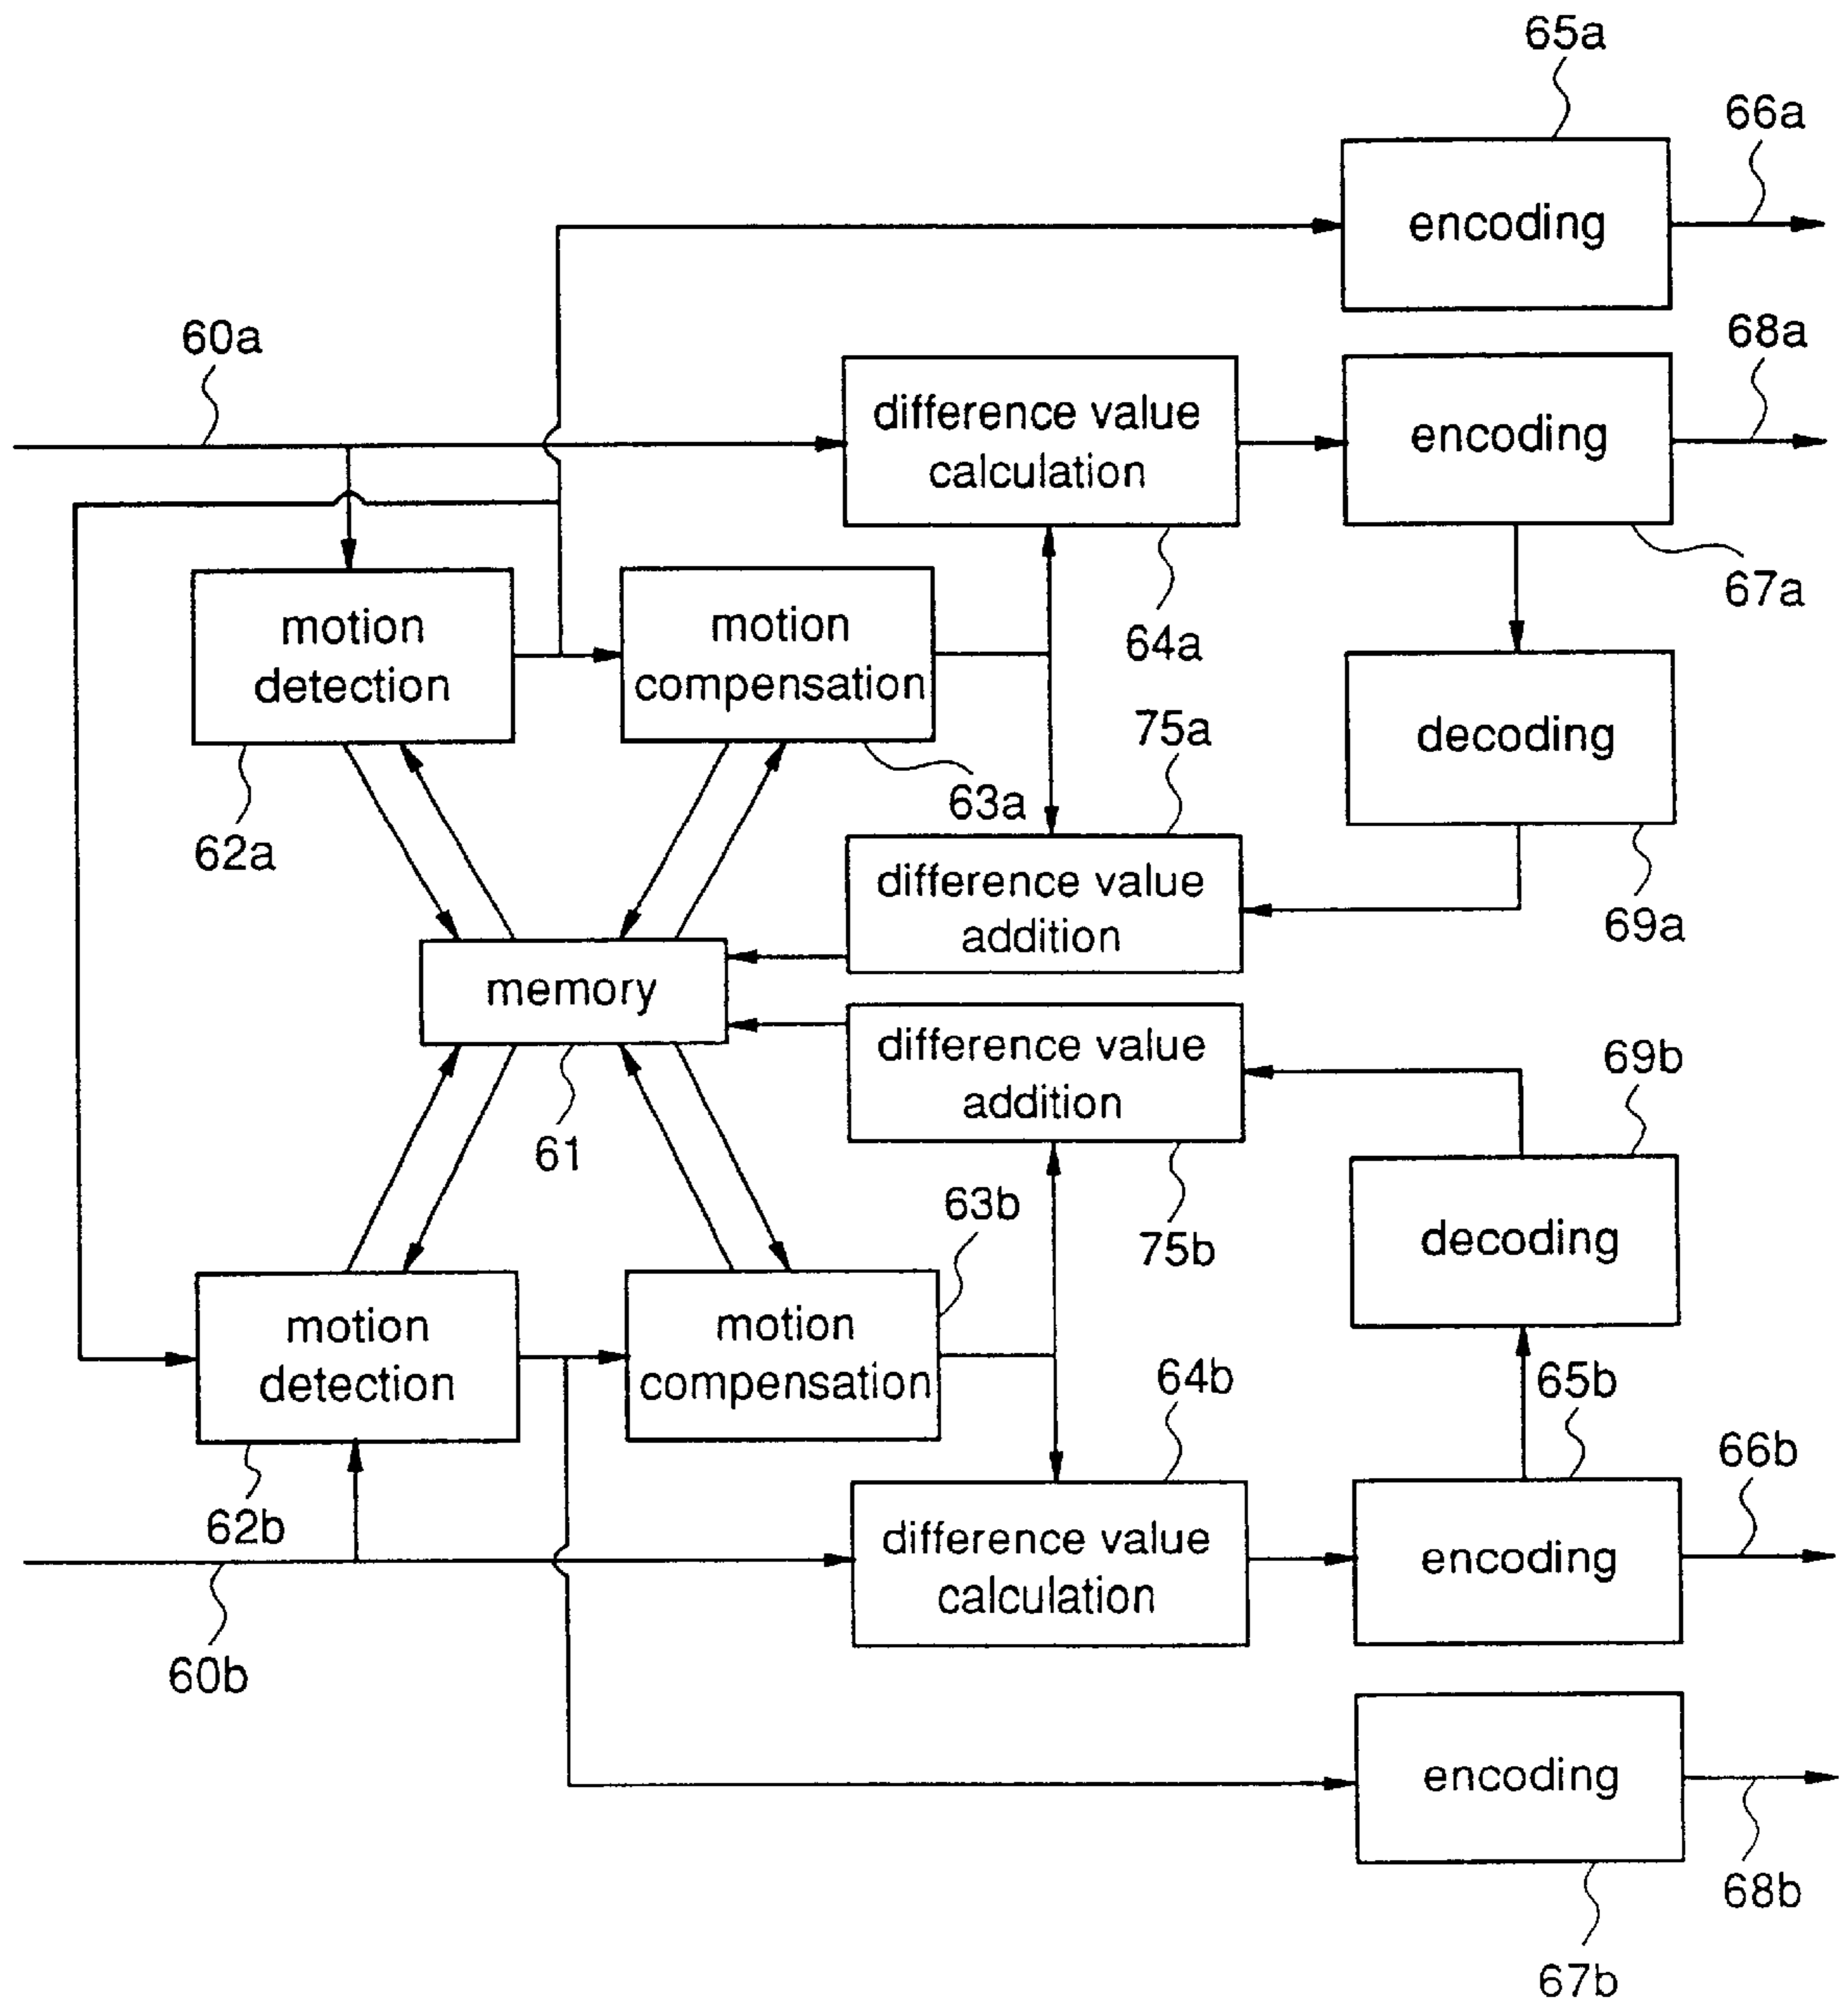 65a
66a
encoding
60a
68a
difference value
calculation
encoding
67a
motion
detection
motion
compensation
64a
75a
decoding
63a
62a
difference value
addition
69a
memory
difference value
addition
69b
61
63b
75b
decoding
motion
detection
motion
compensation
64b
65b
66b
62b
difference value
calculation
encoding
60b
encoding
68b
67b